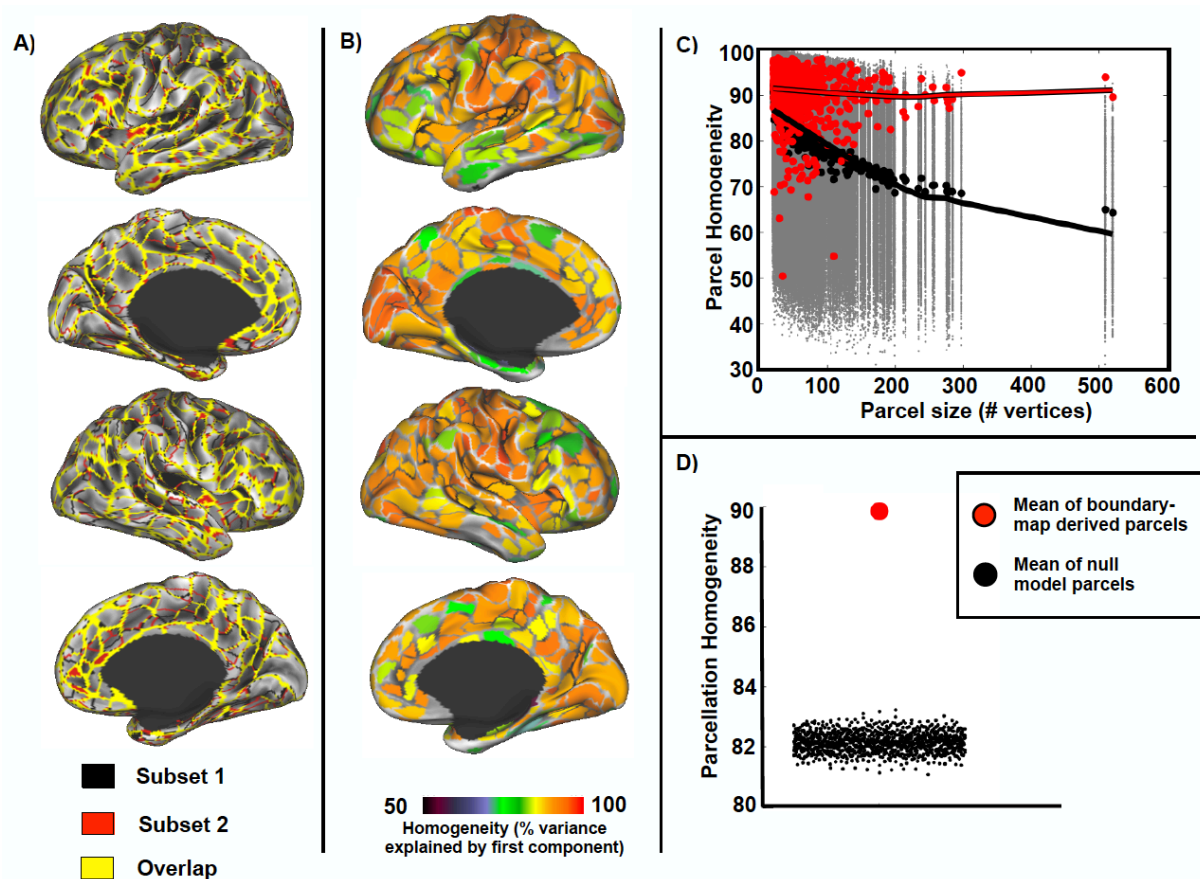 A)
Subset 1
Subset 2
Overlap
B)
50
100
Homogeneity (% variance
explained by first component)
C)
100
90
80
70
60
50
40
30
Parcel Homogeneity
0
100
200
300
400
500
600
Parcel size (# vertices)
D)
90
88
86
84
82
80
Parcellation Homogeneity
Mean of boundary-
map derived parcels
Mean of null
model parcels